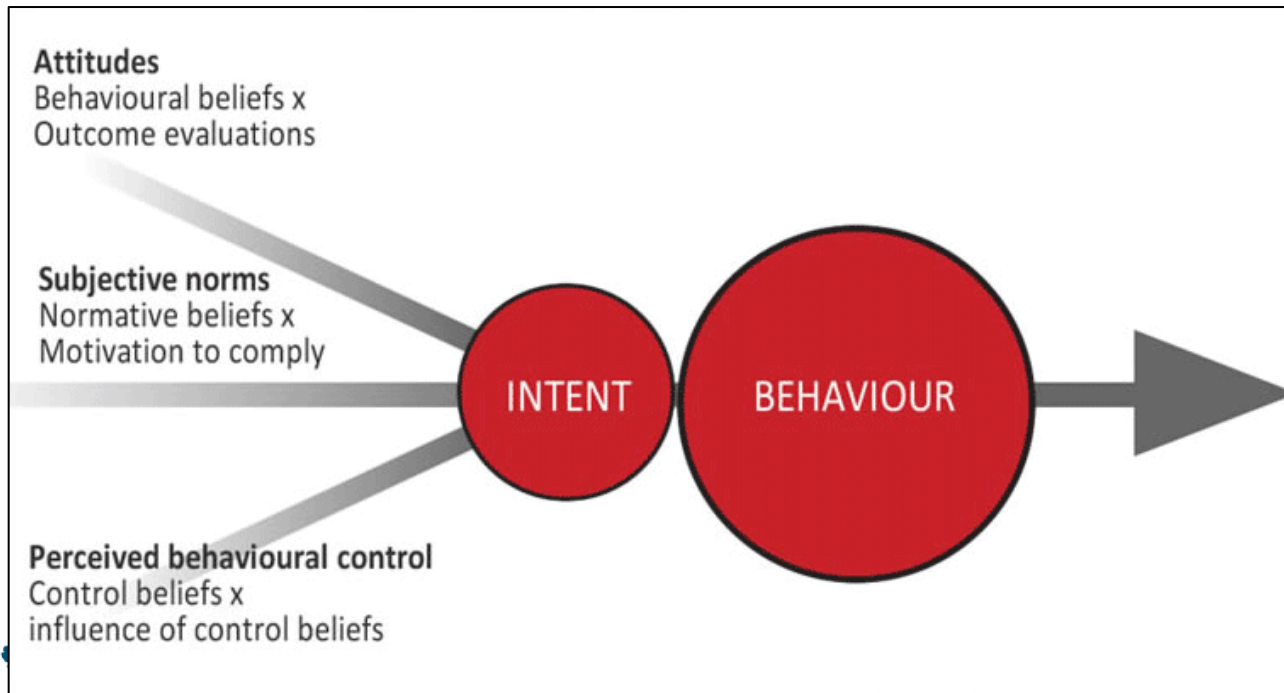 Attitudes
Behavioural beliefs x
Outcome evaluations
Subjective norms
Normative beliefs x
Motivation to comply
INTENT
BEHAVIOUR
Perceived behavioural control
Control beliefs x
influence of control beliefs